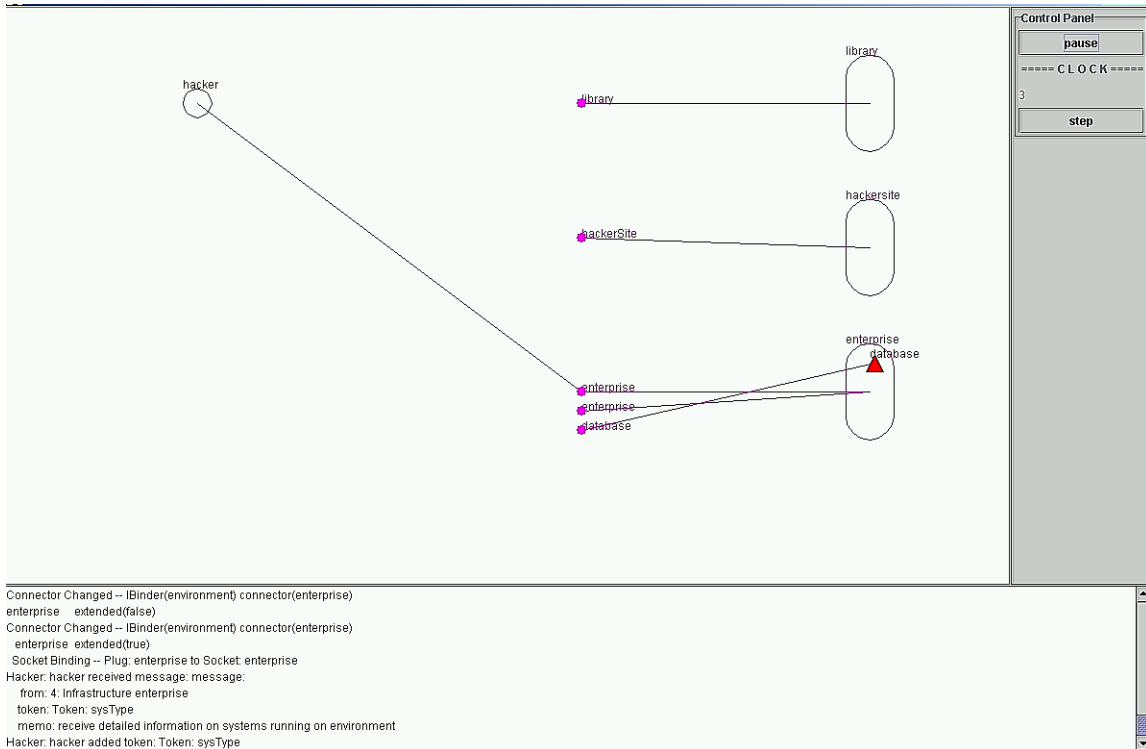 Control Panel
pause
===== C L O C K =====
3
step
hacker
library
library
hackersite
hackerSite
enterprise
database
enterprise
enterprise
database
Connector Changed -- IBinder(environment) connector(enterprise)
enterprise extended(false)
Connector Changed -- IBinder(environment) connector(enterprise)
enterprise extended(true)
Socket Binding -- Plug: enterprise to Socket: enterprise
Hacker: hacker received message: message:
from: 4: Infrastructure enterprise
token: Token: sysType
memo: receive detailed information on systems running on environment
Hacker: hacker added token: Token: sysType